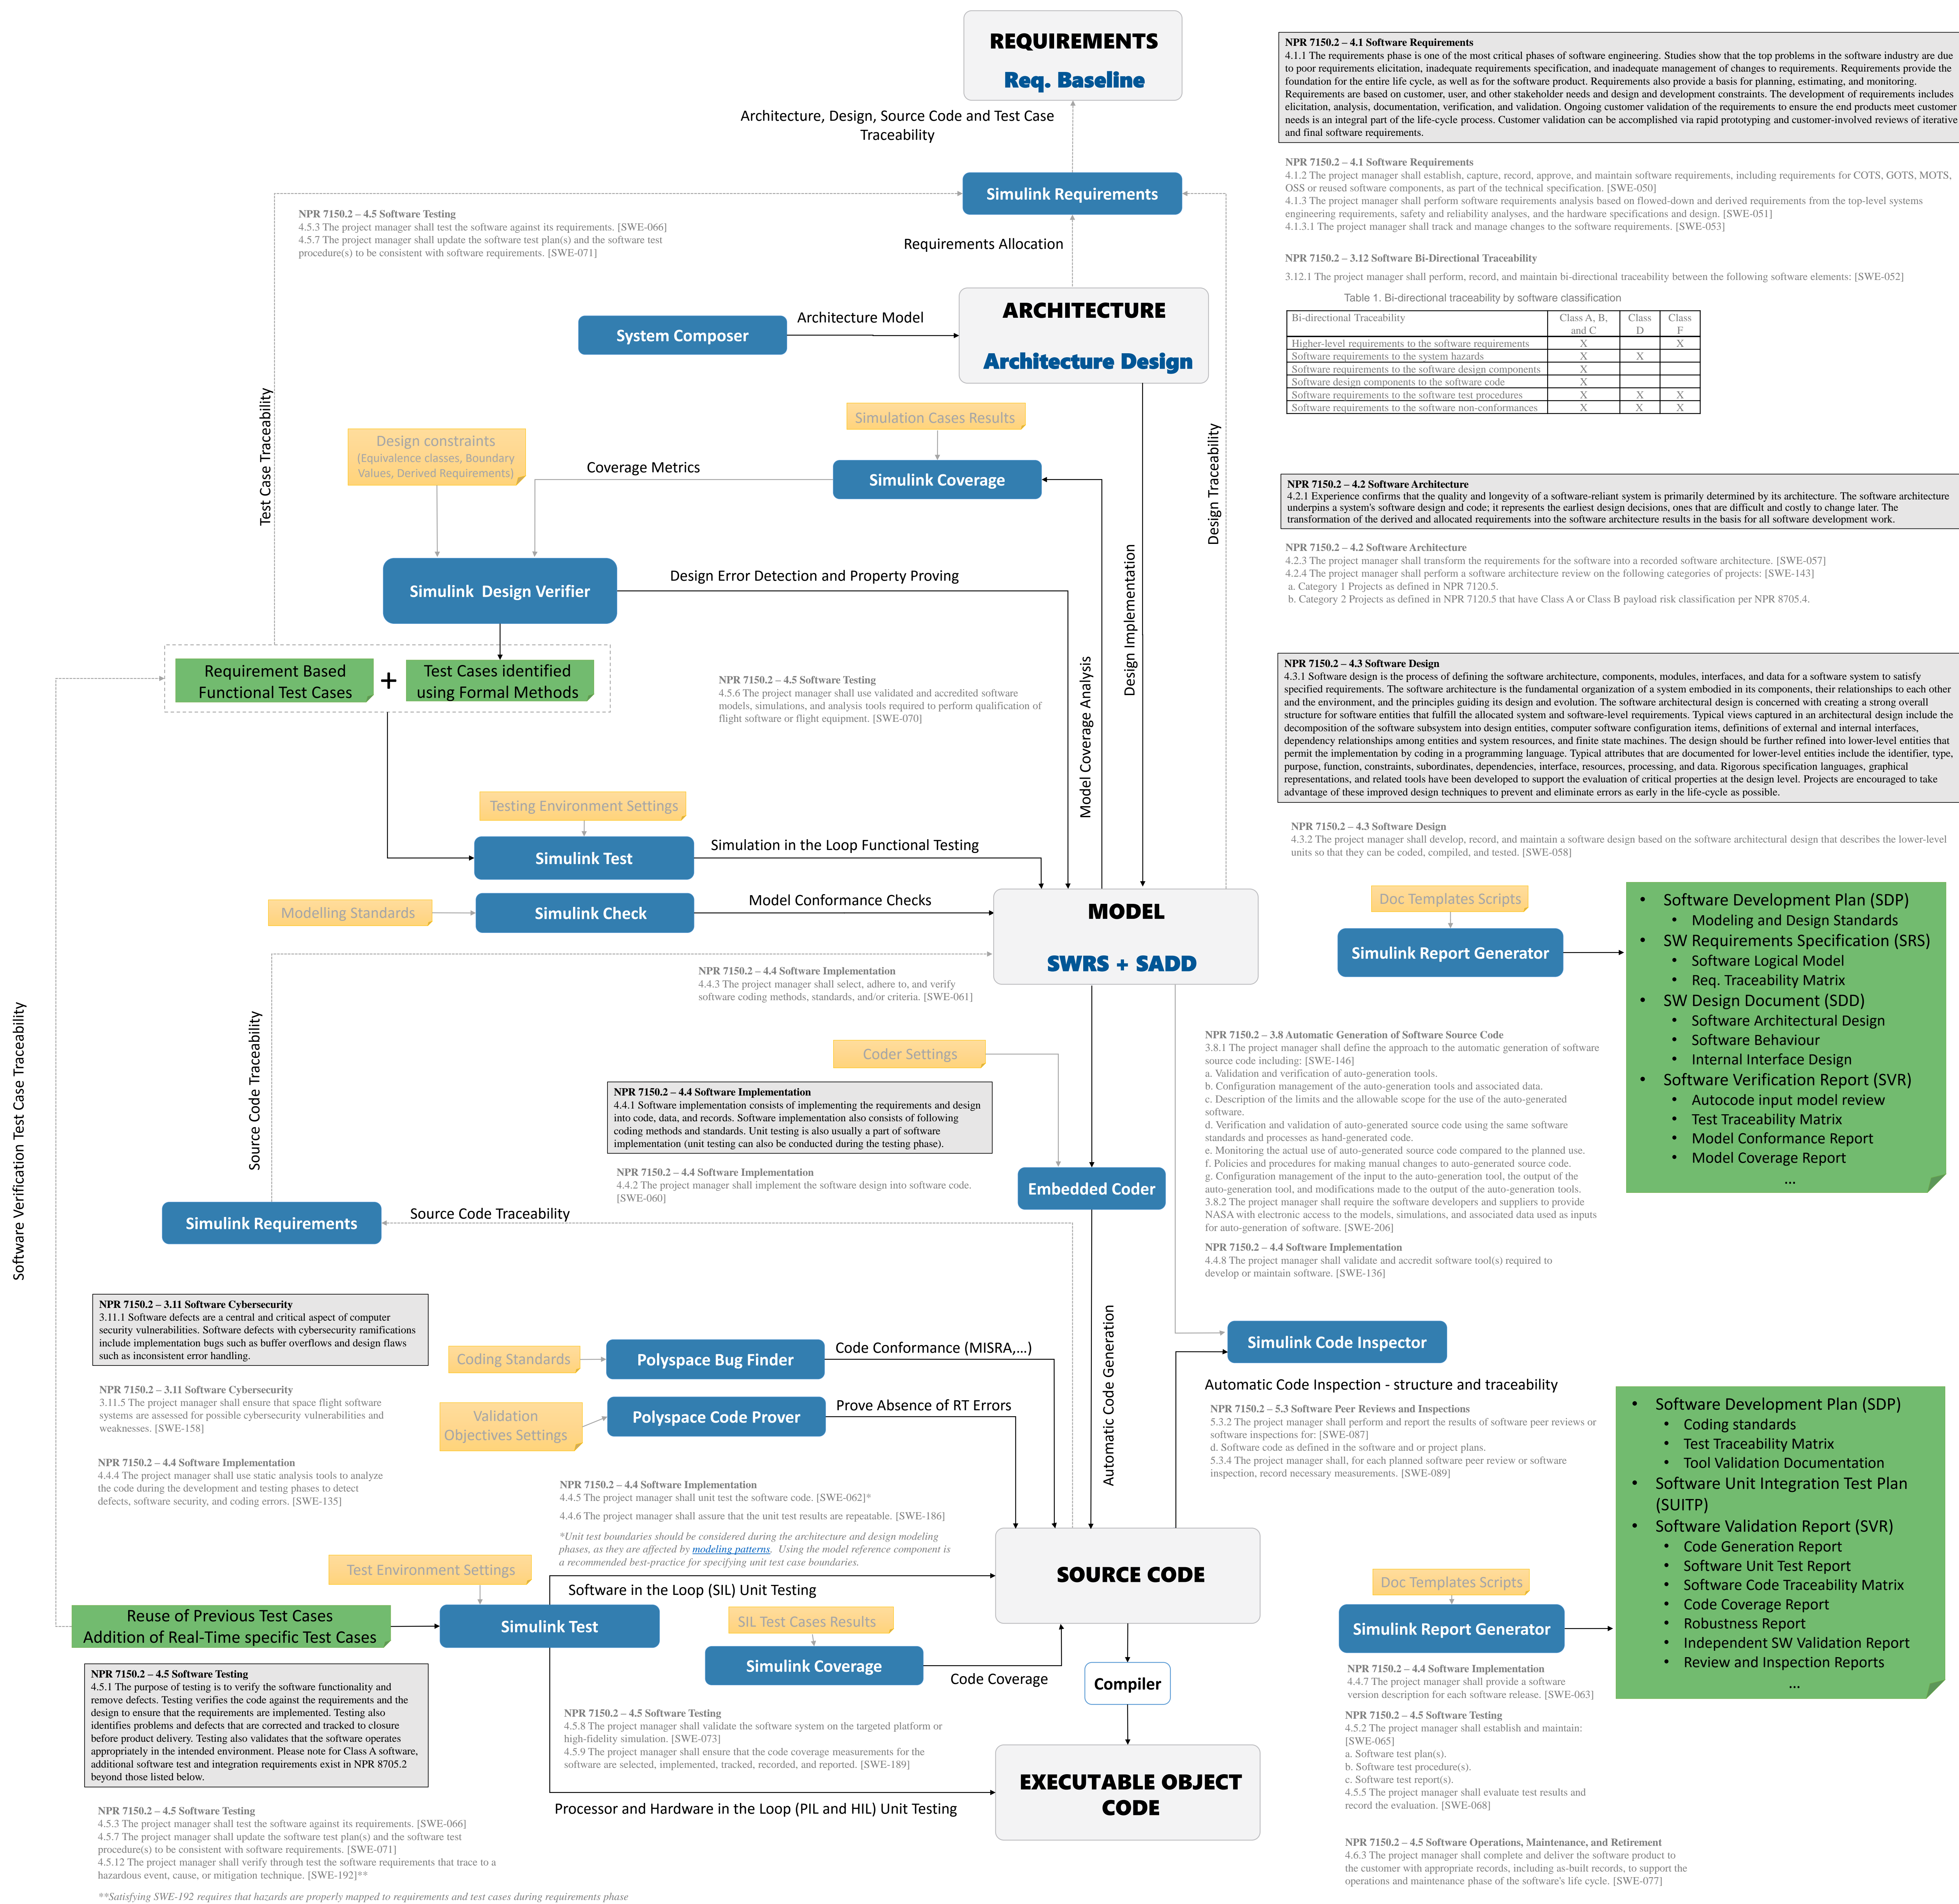 REQUIREMENTS
Req. Baseline
Architecture, Design, Source Code and Test Case
Traceability
Simulink Requirements
NPR 7150.2 – 4.5 Software Testing
4.5.3 The project manager shall test the software against its requirements. [SWE-066]
4.5.7 The project manager shall update the software test plan(s) and the software test
procedure(s) to be consistent with software requirements. [SWE-071]
Requirements Allocation
ARCHITECTURE
Architecture Design
System Composer
Architecture Model
Test Case Traceability
Design Traceability
Simulation Cases Results
Design constraints
(Equivalence classes, Boundary
Values, Derived Requirements)
Coverage Metrics
Simulink Coverage
Simulink  Design Verifier
Design Error Detection and Property Proving
Design Implementation
Model Coverage Analysis
Requirement Based
Functional Test Cases
+
Test Cases identified
using Formal Methods
NPR 7150.2 – 4.5 Software Testing
4.5.6 The project manager shall use validated and accredited software
models, simulations, and analysis tools required to perform qualification of
flight software or flight equipment. [SWE-070]
Testing Environment Settings
Simulink Test
Simulation in the Loop Functional Testing
Modelling Standards
Simulink Check
Model Conformance Checks
MODEL
SWRS + SADD
NPR 7150.2 – 4.4 Software Implementation
4.4.3 The project manager shall select, adhere to, and verify
software coding methods, standards, and/or criteria. [SWE-061]
Software Verification Test Case Traceability
Source Code Traceability
Coder Settings
NPR 7150.2 – 4.4 Software Implementation
4.4.1 Software implementation consists of implementing the requirements and design
into code, data, and records. Software implementation also consists of following
coding methods and standards. Unit testing is also usually a part of software
implementation (unit testing can also be conducted during the testing phase).
NPR 7150.2 – 4.4 Software Implementation
4.4.2 The project manager shall implement the software design into software code.
[SWE-060]
Embedded Coder
Simulink Requirements
Source Code Traceability
NPR 7150.2 – 3.11 Software Cybersecurity
3.11.1 Software defects are a central and critical aspect of computer
security vulnerabilities. Software defects with cybersecurity ramifications
include implementation bugs such as buffer overflows and design flaws
such as inconsistent error handling.
NPR 7150.2 – 3.11 Software Cybersecurity
3.11.5 The project manager shall ensure that space flight software
systems are assessed for possible cybersecurity vulnerabilities and
weaknesses. [SWE-158]
NPR 7150.2 – 4.4 Software Implementation
4.4.4 The project manager shall use static analysis tools to analyze
the code during the development and testing phases to detect
defects, software security, and coding errors. [SWE-135]
Coding Standards
Polyspace Bug Finder
Code Conformance (MISRA,...)
Validation
Objectives Settings
Polyspace Code Prover
Prove Absence of RT Errors
Automatic Code Generation
NPR 7150.2 – 4.4 Software Implementation
4.4.5 The project manager shall unit test the software code. [SWE-062]*
4.4.6 The project manager shall assure that the unit test results are repeatable. [SWE-186]
*Unit test boundaries should be considered during the architecture and design modeling
phases, as they are affected by modeling patterns.  Using the model reference component is
a recommended best-practice for specifying unit test case boundaries.
Test Environment Settings
Software in the Loop (SIL) Unit Testing
SOURCE CODE
Reuse of Previous Test Cases
Addition of Real-Time specific Test Cases
Simulink Test
SIL Test Cases Results
Simulink Coverage
Code Coverage
Compiler
NPR 7150.2 – 4.5 Software Testing
4.5.1 The purpose of testing is to verify the software functionality and
remove defects. Testing verifies the code against the requirements and the
design to ensure that the requirements are implemented. Testing also
identifies problems and defects that are corrected and tracked to closure
before product delivery. Testing also validates that the software operates
appropriately in the intended environment. Please note for Class A software,
additional software test and integration requirements exist in NPR 8705.2
beyond those listed below.
NPR 7150.2 – 4.5 Software Testing
4.5.8 The project manager shall validate the software system on the targeted platform or
high-fidelity simulation. [SWE-073]
4.5.9 The project manager shall ensure that the code coverage measurements for the
software are selected, implemented, tracked, recorded, and reported. [SWE-189]
EXECUTABLE OBJECT
CODE
Processor and Hardware in the Loop (PIL and HIL) Unit Testing
NPR 7150.2 – 4.5 Software Testing
4.5.3 The project manager shall test the software against its requirements. [SWE-066]
4.5.7 The project manager shall update the software test plan(s) and the software test
procedure(s) to be consistent with software requirements. [SWE-071]
4.5.12 The project manager shall verify through test the software requirements that trace to a
hazardous event, cause, or mitigation technique. [SWE-192]**
**Satisfying SWE-192 requires that hazards are properly mapped to requirements and test cases during requirements phase
NPR 7150.2 – 4.1 Software Requirements
4.1.1 The requirements phase is one of the most critical phases of software engineering. Studies show that the top problems in the software industry are due
to poor requirements elicitation, inadequate requirements specification, and inadequate management of changes to requirements. Requirements provide the
foundation for the entire life cycle, as well as for the software product. Requirements also provide a basis for planning, estimating, and monitoring.
Requirements are based on customer, user, and other stakeholder needs and design and development constraints. The development of requirements includes
elicitation, analysis, documentation, verification, and validation. Ongoing customer validation of the requirements to ensure the end products meet customer
needs is an integral part of the life-cycle process. Customer validation can be accomplished via rapid prototyping and customer-involved reviews of iterative
and final software requirements.
NPR 7150.2 – 4.1 Software Requirements
4.1.2 The project manager shall establish, capture, record, approve, and maintain software requirements, including requirements for COTS, GOTS, MOTS,
OSS or reused software components, as part of the technical specification. [SWE-050]
4.1.3 The project manager shall perform software requirements analysis based on flowed-down and derived requirements from the top-level systems
engineering requirements, safety and reliability analyses, and the hardware specifications and design. [SWE-051]
4.1.3.1 The project manager shall track and manage changes to the software requirements. [SWE-053]
NPR 7150.2 – 3.12 Software Bi-Directional Traceability
3.12.1 The project manager shall perform, record, and maintain bi-directional traceability between the following software elements: [SWE-052]
Table 1. Bi-directional traceability by software classification
Bi-directional Traceability Class A, B, and C Class D Class F
Higher-level requirements to the software requirements X X
Software requirements to the system hazards X X
Software requirements to the software design components X
Software design components to the software code X
Software requirements to the software test procedures X X X
Software requirements to the software non-conformances X X X
NPR 7150.2 – 4.2 Software Architecture
4.2.1 Experience confirms that the quality and longevity of a software-reliant system is primarily determined by its architecture. The software architecture
underpins a system's software design and code; it represents the earliest design decisions, ones that are difficult and costly to change later. The
transformation of the derived and allocated requirements into the software architecture results in the basis for all software development work.
NPR 7150.2 – 4.2 Software Architecture
4.2.3 The project manager shall transform the requirements for the software into a recorded software architecture. [SWE-057]
4.2.4 The project manager shall perform a software architecture review on the following categories of projects: [SWE-143]
a. Category 1 Projects as defined in NPR 7120.5.
b. Category 2 Projects as defined in NPR 7120.5 that have Class A or Class B payload risk classification per NPR 8705.4.
NPR 7150.2 – 4.3 Software Design
4.3.1 Software design is the process of defining the software architecture, components, modules, interfaces, and data for a software system to satisfy
specified requirements. The software architecture is the fundamental organization of a system embodied in its components, their relationships to each other
and the environment, and the principles guiding its design and evolution. The software architectural design is concerned with creating a strong overall
structure for software entities that fulfill the allocated system and software-level requirements. Typical views captured in an architectural design include the
decomposition of the software subsystem into design entities, computer software configuration items, definitions of external and internal interfaces,
dependency relationships among entities and system resources, and finite state machines. The design should be further refined into lower-level entities that
permit the implementation by coding in a programming language. Typical attributes that are documented for lower-level entities include the identifier, type,
purpose, function, constraints, subordinates, dependencies, interface, resources, processing, and data. Rigorous specification languages, graphical
representations, and related tools have been developed to support the evaluation of critical properties at the design level. Projects are encouraged to take
advantage of these improved design techniques to prevent and eliminate errors as early in the life-cycle as possible.
NPR 7150.2 – 4.3 Software Design
4.3.2 The project manager shall develop, record, and maintain a software design based on the software architectural design that describes the lower-level
units so that they can be coded, compiled, and tested. [SWE-058]
Doc Templates Scripts
Simulink Report Generator
• Software Development Plan (SDP)
• Modeling and Design Standards
• SW Requirements Specification (SRS)
• Software Logical Model
• Req. Traceability Matrix
• SW Design Document (SDD)
• Software Architectural Design
• Software Behaviour
• Internal Interface Design
• Software Verification Report (SVR)
• Autocode input model review
• Test Traceability Matrix
• Model Conformance Report
• Model Coverage Report
...
NPR 7150.2 – 3.8 Automatic Generation of Software Source Code
3.8.1 The project manager shall define the approach to the automatic generation of software
source code including: [SWE-146]
a. Validation and verification of auto-generation tools.
b. Configuration management of the auto-generation tools and associated data.
c. Description of the limits and the allowable scope for the use of the auto-generated
software.
d. Verification and validation of auto-generated source code using the same software
standards and processes as hand-generated code.
e. Monitoring the actual use of auto-generated source code compared to the planned use.
f. Policies and procedures for making manual changes to auto-generated source code.
g. Configuration management of the input to the auto-generation tool, the output of the
auto-generation tool, and modifications made to the output of the auto-generation tools.
3.8.2 The project manager shall require the software developers and suppliers to provide
NASA with electronic access to the models, simulations, and associated data used as inputs
for auto-generation of software. [SWE-206]
NPR 7150.2 – 4.4 Software Implementation
4.4.8 The project manager shall validate and accredit software tool(s) required to
develop or maintain software. [SWE-136]
Simulink Code Inspector
Automatic Code Inspection - structure and traceability
NPR 7150.2 – 5.3 Software Peer Reviews and Inspections
5.3.2 The project manager shall perform and report the results of software peer reviews or
software inspections for: [SWE-087]
d. Software code as defined in the software and or project plans.
5.3.4 The project manager shall, for each planned software peer review or software
inspection, record necessary measurements. [SWE-089]
Doc Templates Scripts
Simulink Report Generator
• Software Development Plan (SDP)
• Coding standards
• Test Traceability Matrix
• Tool Validation Documentation
• Software Unit Integration Test Plan
(SUITP)
• Software Validation Report (SVR)
• Code Generation Report
• Software Unit Test Report
• Software Code Traceability Matrix
• Code Coverage Report
• Robustness Report
• Independent SW Validation Report
• Review and Inspection Reports
...
NPR 7150.2 – 4.4 Software Implementation
4.4.7 The project manager shall provide a software
version description for each software release. [SWE-063]
NPR 7150.2 – 4.5 Software Testing
4.5.2 The project manager shall establish and maintain:
[SWE-065]
a. Software test plan(s).
b. Software test procedure(s).
c. Software test report(s).
4.5.5 The project manager shall evaluate test results and
record the evaluation. [SWE-068]
NPR 7150.2 – 4.5 Software Operations, Maintenance, and Retirement
4.6.3 The project manager shall complete and deliver the software product to
the customer with appropriate records, including as-built records, to support the
operations and maintenance phase of the software's life cycle. [SWE-077]